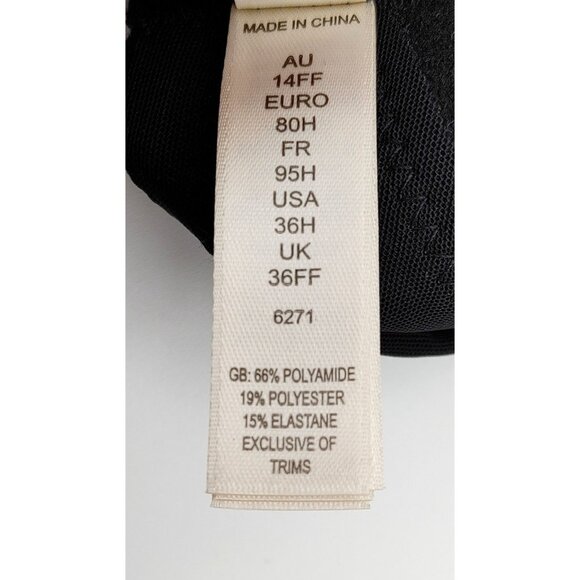 MADE IN CHINA
AU
14FF
EURO
80H
FR
95H
USA
36H
UK
36FF
6271
GB: 66% POLYAMIDE
19% POLYESTER
15% ELASTANE
EXCLUSIVE OF
TRIMS